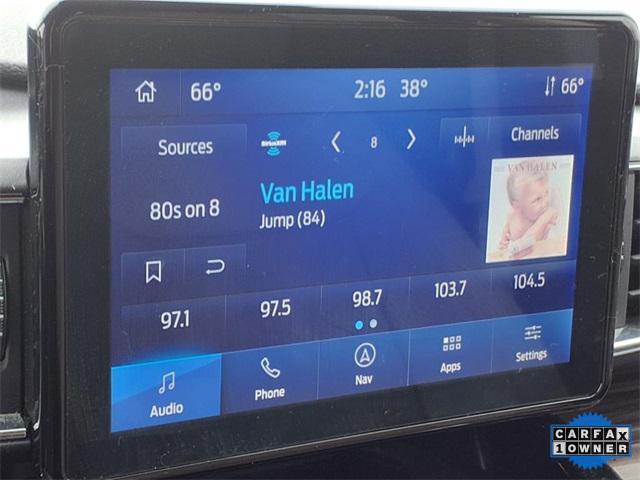 66° 2:16 38° 66°
Sources SiriusXM 8 Channels
80s on 8
Van Halen
Jump (84)
VAN HALEN
97.1 97.5 98.7 103.7 104.5
Audio Phone Nav Apps Settings
CARFAX
1 OWNER